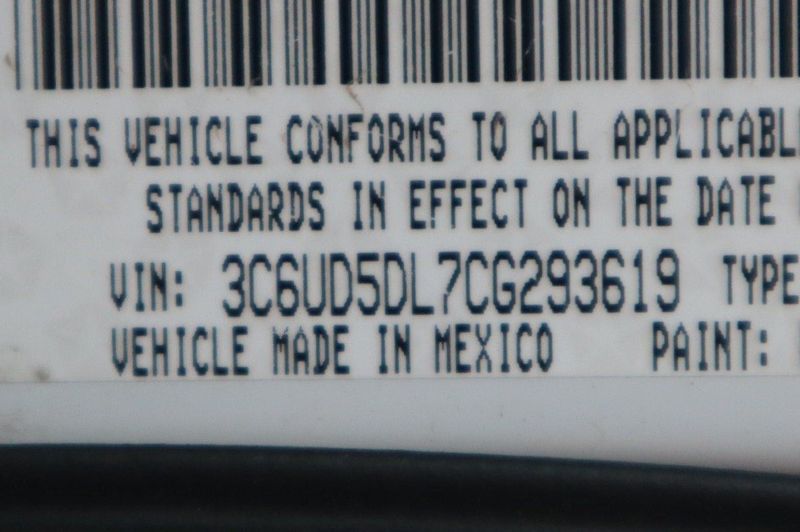 THIS VEHICLE CONFORMS TO ALL APPLICABL
STANDARDS IN EFFECT ON THE DATE
VIN: 3C6UD5DL7CG293619 TYPE
VEHICLE MADE IN MEXICO PAINT: